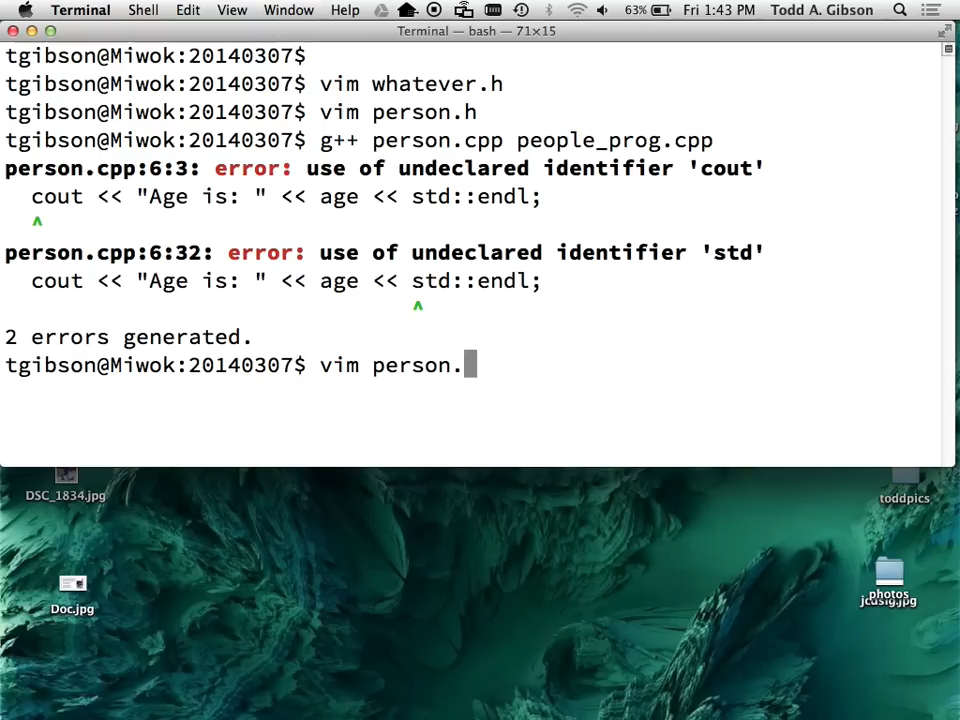 Terminal Shell Edit View Window Help 63% Fri 1:43 PM Todd A. Gibson
Terminal — bash — 71×15
tgibson@Miwok:20140307$
tgibson@Miwok:20140307$ vim whatever.h
tgibson@Miwok:20140307$ vim person.h
tgibson@Miwok:20140307$ g++ person.cpp people_prog.cpp
person.cpp:6:3: error: use of undeclared identifier 'cout'
cout << "Age is: " << age << std::endl;
^
person.cpp:6:32: error: use of undeclared identifier 'std'
cout << "Age is: " << age << std::endl;
^
2 errors generated.
tgibson@Miwok:20140307$ vim person.
DSC_1834.jpg
toddpics
Doc.jpg
photos